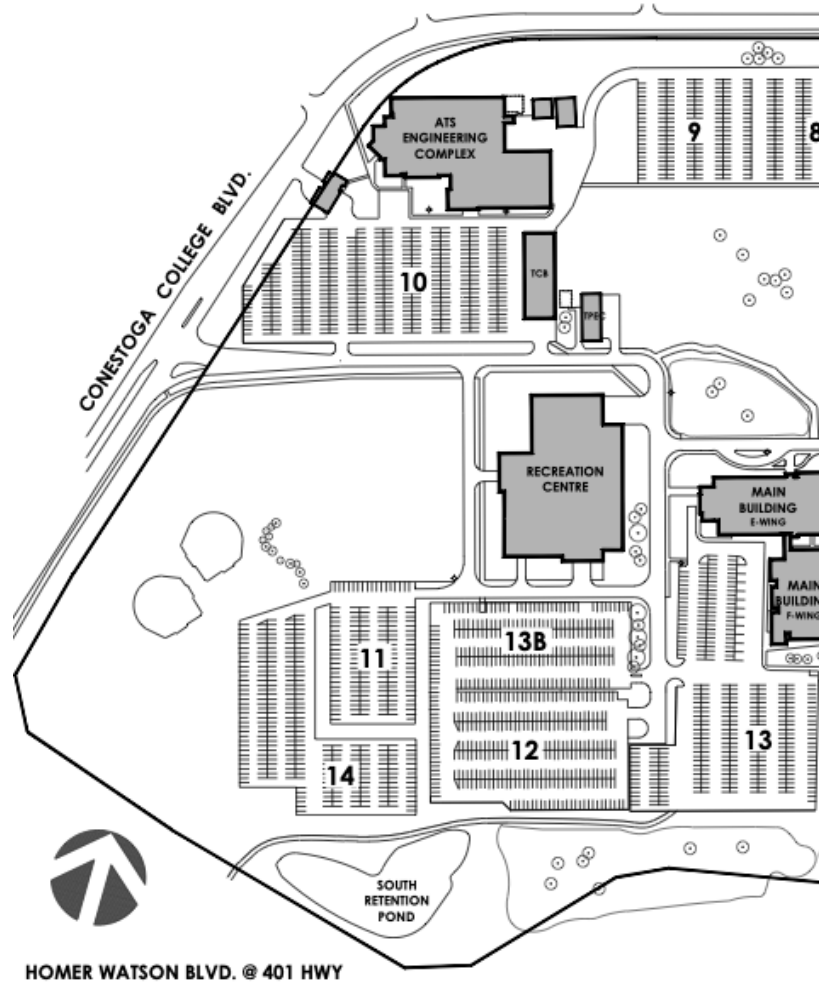 ATS
ENGINEERING
COMPLEX
9
8
CONESTOGA COLLEGE BLVD.
10
TCB
TPEC
RECREATION
CENTRE
MAIN
BUILDING
E-WING
MAIN
BUILDING
F-WING
11
13B
12
13
14
SOUTH
RETENTION
POND
HOMER WATSON BLVD. @ 401 HWY